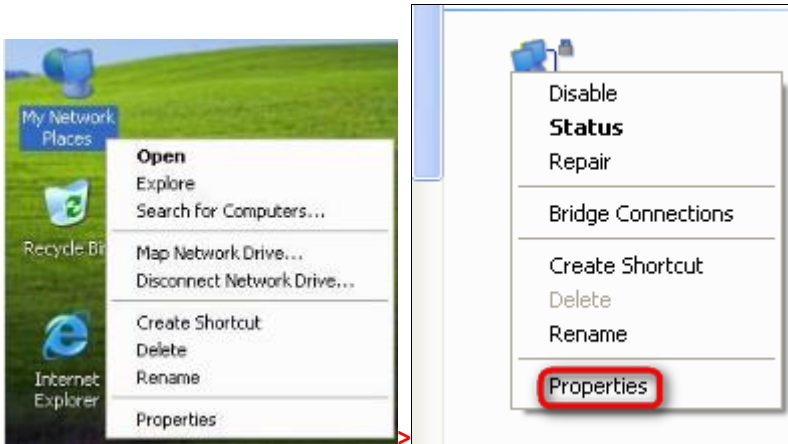 My Network
Places
Recycle Bin
Internet
Explorer
Open
Explore
Search for Computers...
Map Network Drive...
Disconnect Network Drive...
Create Shortcut
Delete
Rename
Properties
>
Disable
Status
Repair
Bridge Connections
Create Shortcut
Delete
Rename
Properties